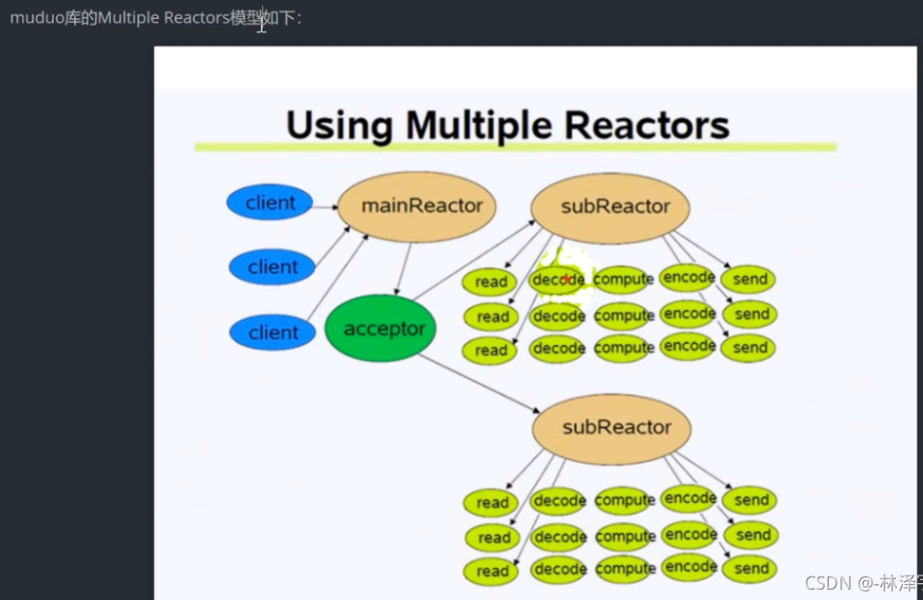 muduo库的Multiple Reactors模型如下：
Using Multiple Reactors
client
mainReactor
subReactor
client
read decode compute encode send
acceptor
client
read decode compute encode send
read decode compute encode send
subReactor
read decode compute encode send
read decode compute encode send
read decode compute encode send
CSDN @-林泽